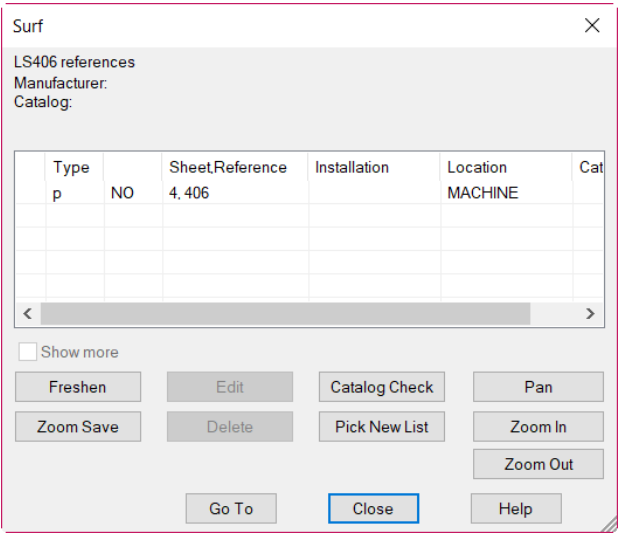 Surf
LS406 references
Manufacturer:
Catalog:
Type Sheet,Reference Installation Location Cat
p NO 4, 406 MACHINE
Show more
Freshen Edit Catalog Check Pan
Zoom Save Delete Pick New List Zoom In
Zoom Out
Go To Close Help